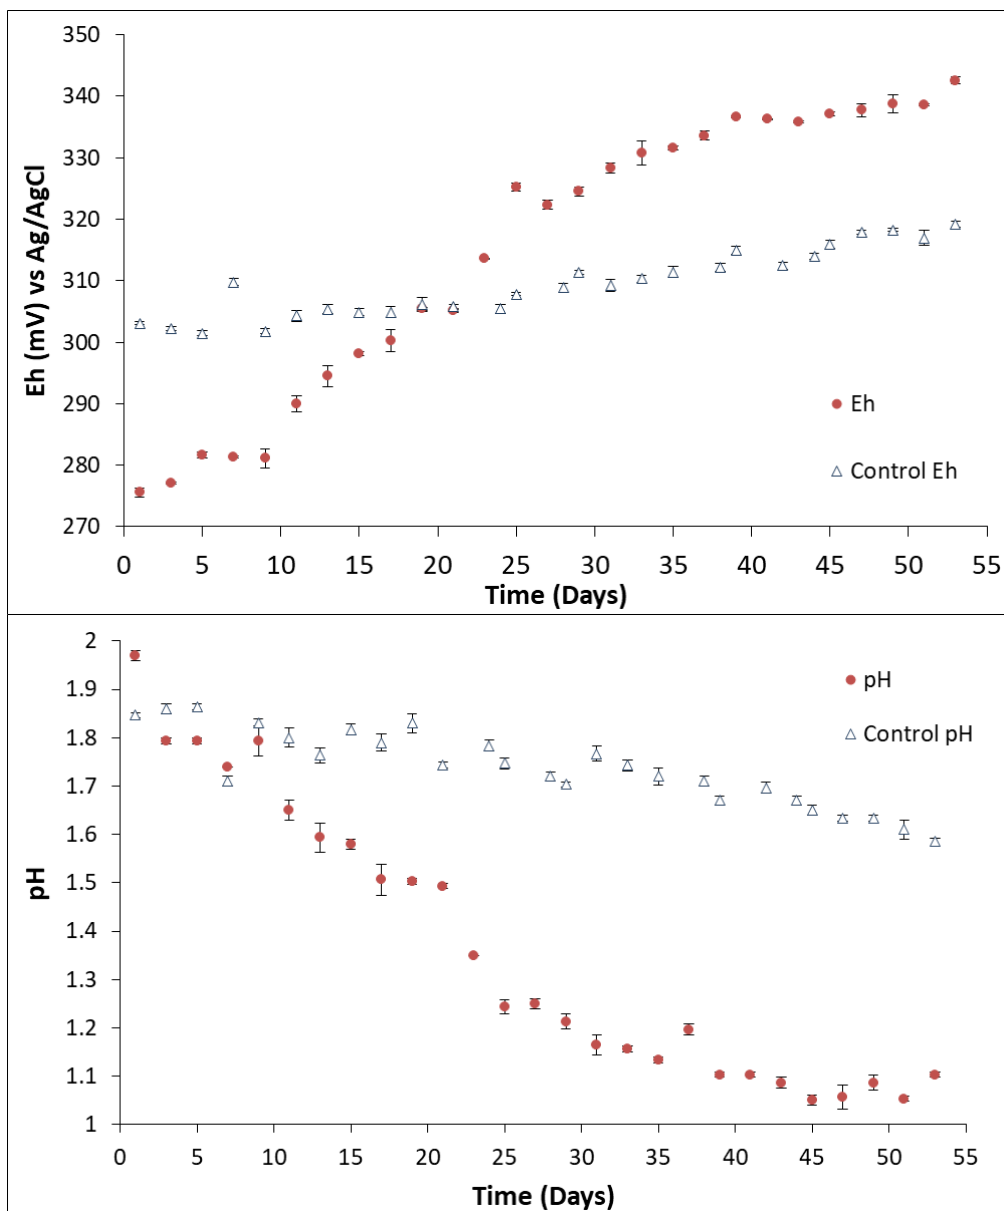 Eh (mV) vs Ag/AgCl
350
340
330
320
310
300
290
280
270
Eh
Control Eh
0 5 10 15 20 25 30 35 40 45 50 55
Time (Days)
pH
2
1.9
1.8
1.7
1.6
1.5
1.4
1.3
1.2
1.1
1
pH
Control pH
0 5 10 15 20 25 30 35 40 45 50 55
Time (Days)